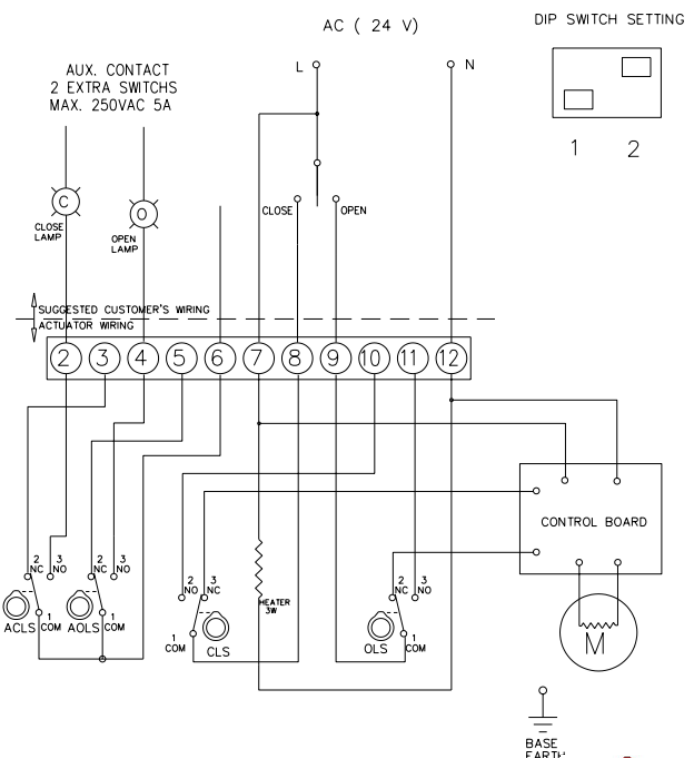 AC ( 24 V)
DIP SWITCH SETTING
1 2
AUX. CONTACT
2 EXTRA SWITCHS
MAX. 250VAC 5A
L
N
C
CLOSE
LAMP
O
OPEN
LAMP
CLOSE
OPEN
SUGGESTED CUSTOMER'S WIRING
ACTUATOR WIRING
2 3 4 5 6 7 8 9 10 11 12
CONTROL BOARD
2
NC
3
NO
1
COM
ACLS
2
NC
3
NO
1
COM
AOLS
2
NO
3
NC
1
COM
CLS
HEATER
3W
2
NC
3
NO
1
COM
OLS
M
BASE